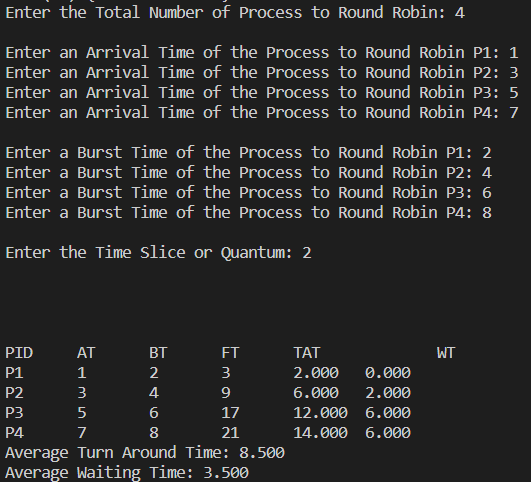 Enter the Total Number of Process to Round Robin: 4
Enter an Arrival Time of the Process to Round Robin P1: 1
Enter an Arrival Time of the Process to Round Robin P2: 3
Enter an Arrival Time of the Process to Round Robin P3: 5
Enter an Arrival Time of the Process to Round Robin P4: 7
Enter a Burst Time of the Process to Round Robin P1: 2
Enter a Burst Time of the Process to Round Robin P2: 4
Enter a Burst Time of the Process to Round Robin P3: 6
Enter a Burst Time of the Process to Round Robin P4: 8
Enter the Time Slice or Quantum: 2
PID AT BT FT TAT WT
P1 1 2 3 2.000 0.000
P2 3 4 9 6.000 2.000
P3 5 6 17 12.000 6.000
P4 7 8 21 14.000 6.000
Average Turn Around Time: 8.500
Average Waiting Time: 3.500